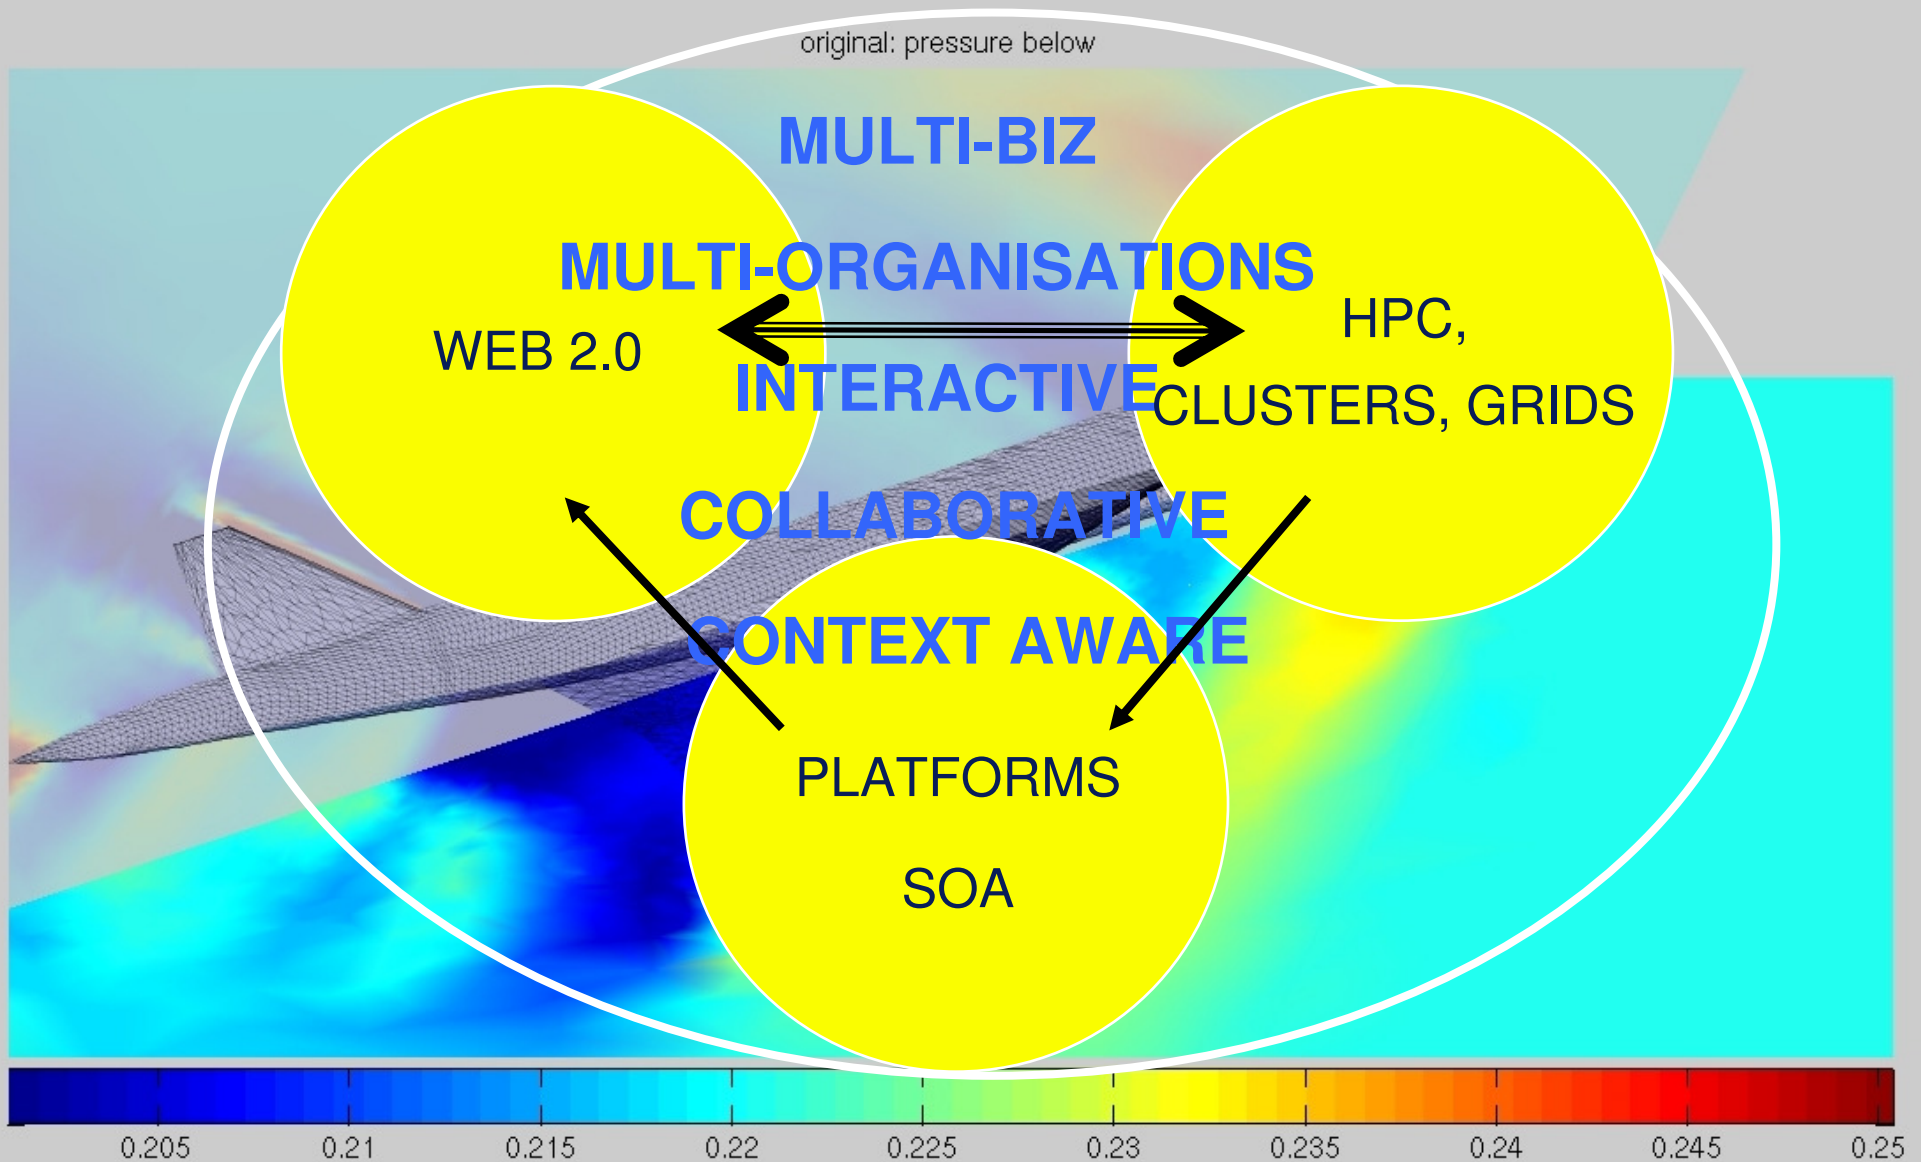 original: pressure below
MULTI-BIZ
MULTI-ORGANISATIONS
WEB 2.0
HPC,
INTERACTIVE
CLUSTERS, GRIDS
COLLABORATIVE
CONTEXT AWARE
PLATFORMS
SOA
0.205 0.21 0.215 0.22 0.225 0.23 0.235 0.24 0.245 0.25